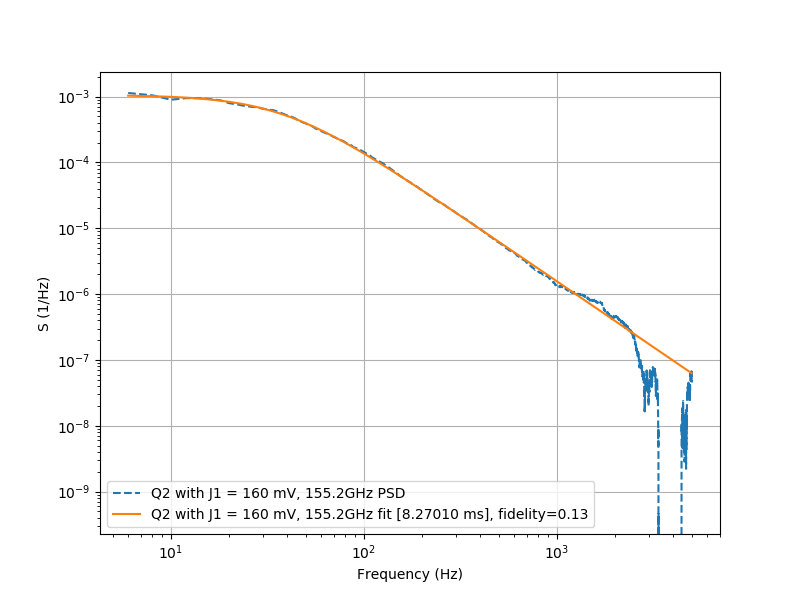 10⁻³
10⁻⁴
10⁻⁵
10⁻⁶
10⁻⁷
10⁻⁸
10⁻⁹
S (1/Hz)
Q2 with J1 = 160 mV, 155.2GHz PSD
Q2 with J1 = 160 mV, 155.2GHz fit [8.27010 ms], fidelity=0.13
10¹ 10² 10³
Frequency (Hz)